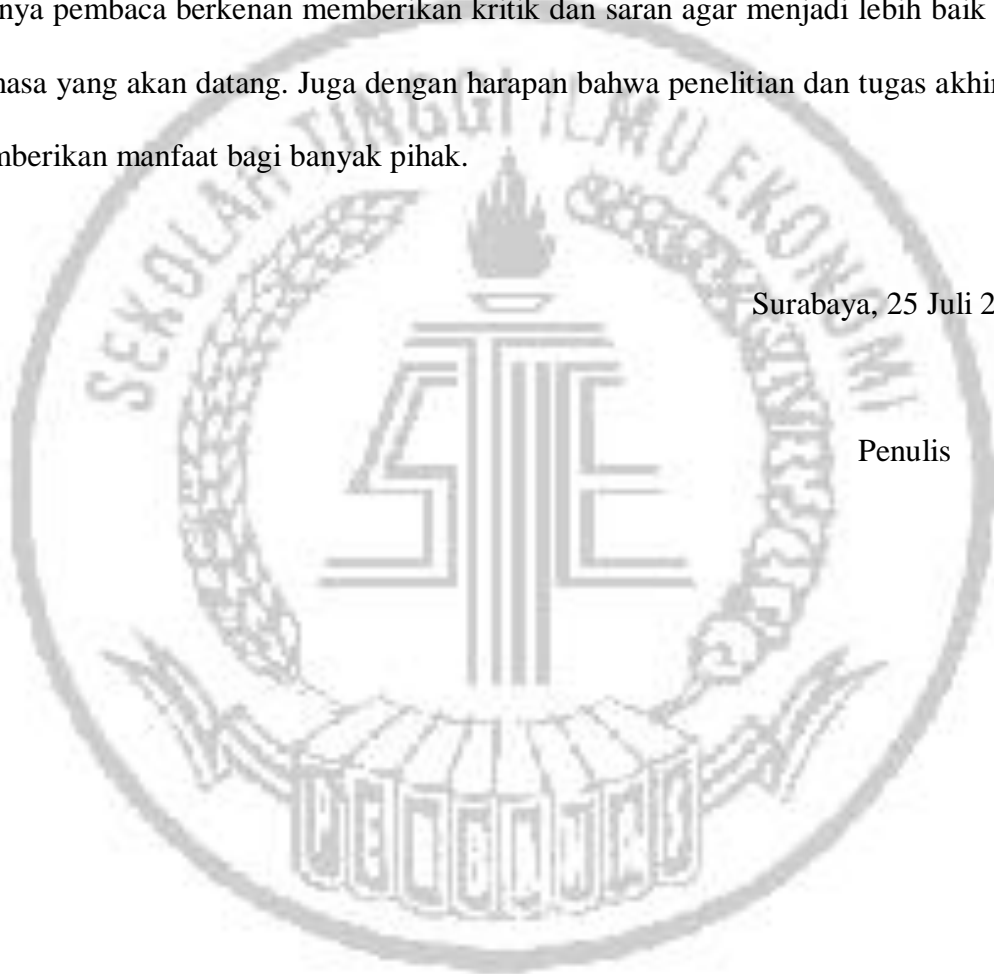 nya pembaca berkenan memberikan kritik dan saran agar menjadi lebih baik
masa yang akan datang. Juga dengan harapan bahwa penelitian dan tugas akhir
mberikan manfaat bagi banyak pihak.
SEKOLAH TINGGI ILMU EKONOMI
Surabaya, 25 Juli 2
Penulis
STIE